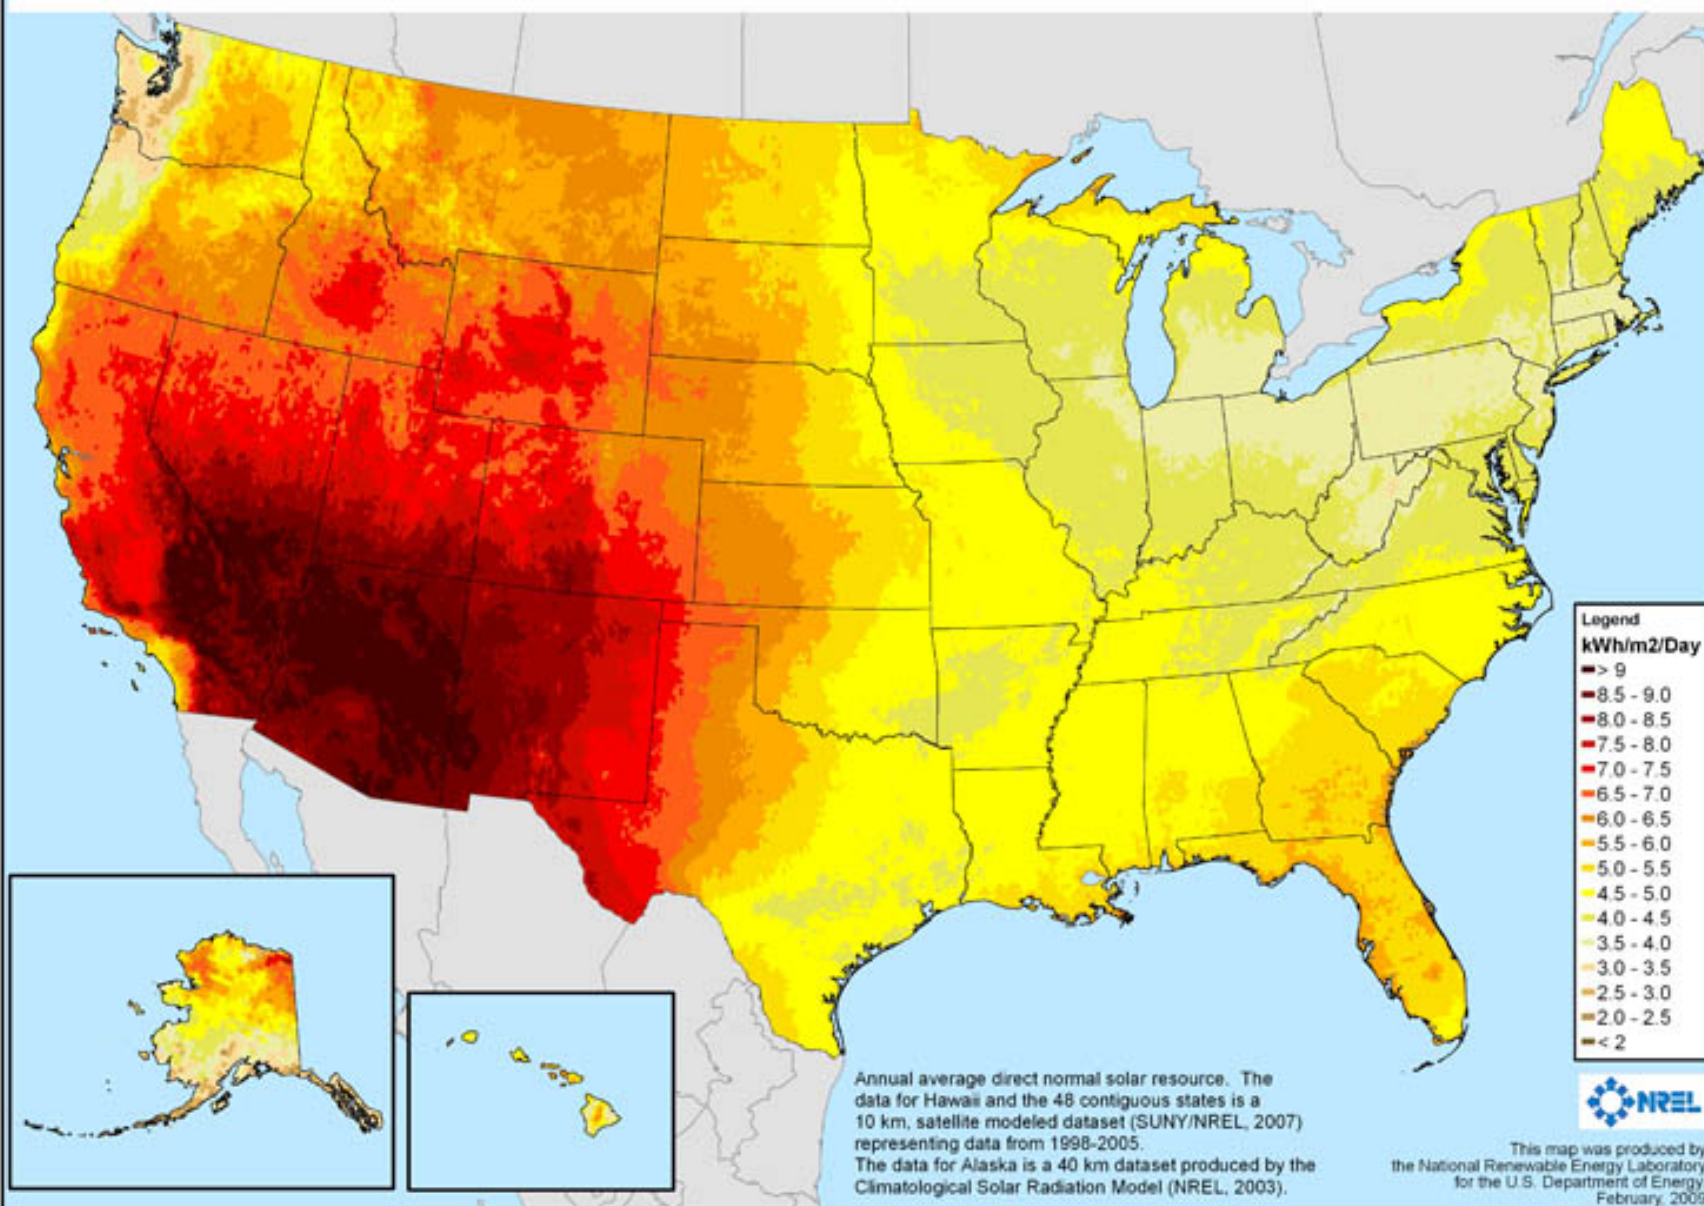 Legend
kWh/m2/Day
> 9
8.5 - 9.0
8.0 - 8.5
7.5 - 8.0
7.0 - 7.5
6.5 - 7.0
6.0 - 6.5
5.5 - 6.0
5.0 - 5.5
4.5 - 5.0
4.0 - 4.5
3.5 - 4.0
3.0 - 3.5
2.5 - 3.0
2.0 - 2.5
< 2
Annual average direct normal solar resource. The
data for Hawaii and the 48 contiguous states is a
10 km, satellite modeled dataset (SUNY/NREL, 2007)
representing data from 1998-2005.
The data for Alaska is a 40 km dataset produced by the
Climatological Solar Radiation Model (NREL, 2003).
NREL
This map was produced by
the National Renewable Energy Laboratory
for the U.S. Department of Energy
February, 2009